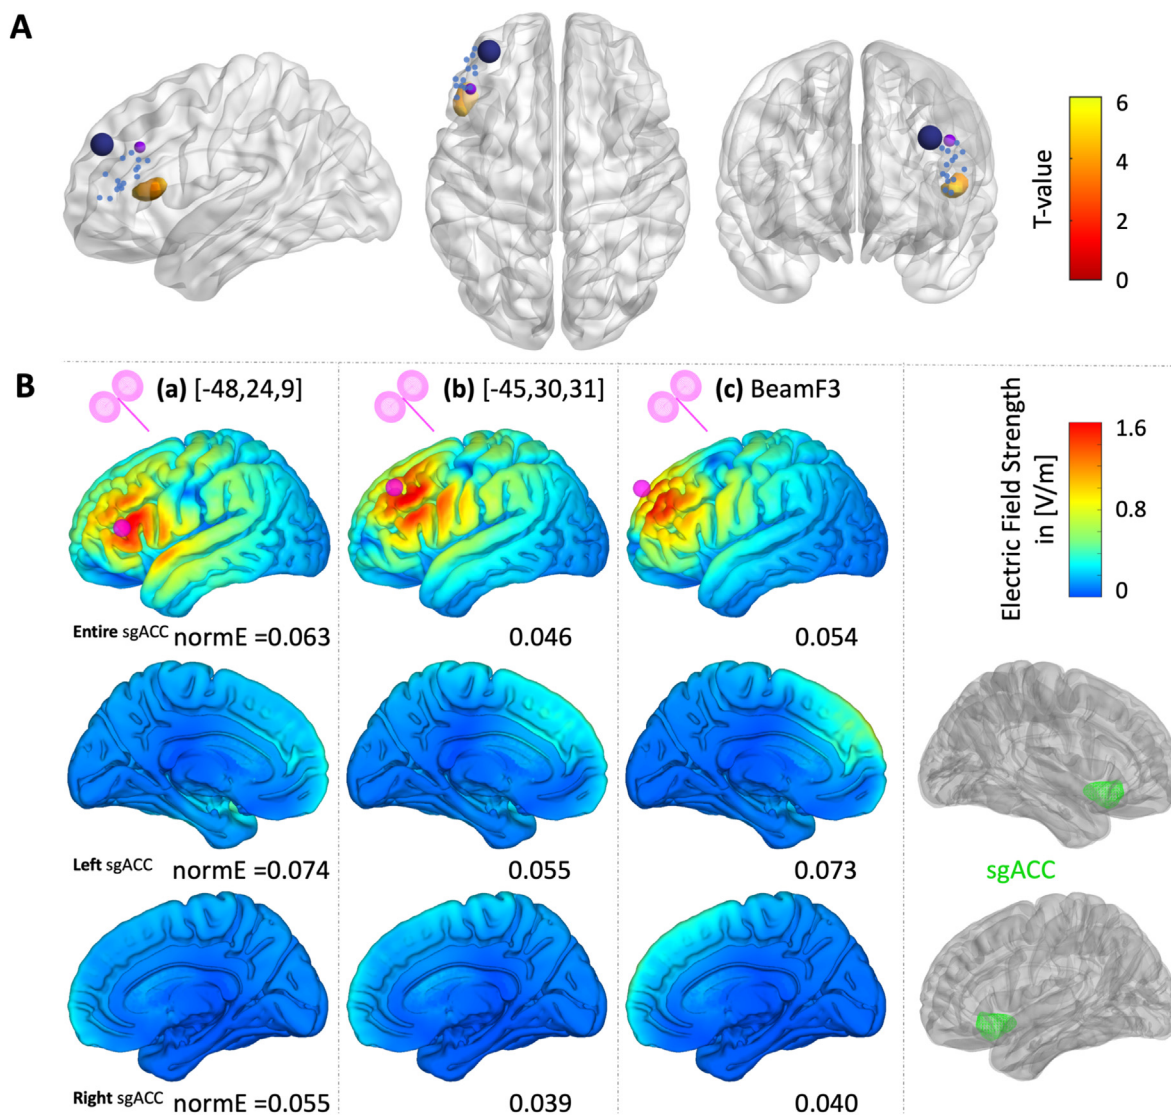 A
6
4
2
0
T-value
B
(a) [-48,24,9]
(b) [-45,30,31]
(c) BeamF3
Electric Field Strength
in [V/m]
1.6
0.8
0
Entire sgACC normE =0.063
0.046
0.054
Left sgACC normE =0.074
0.055
0.073
sgACC
Right sgACC normE =0.055
0.039
0.040